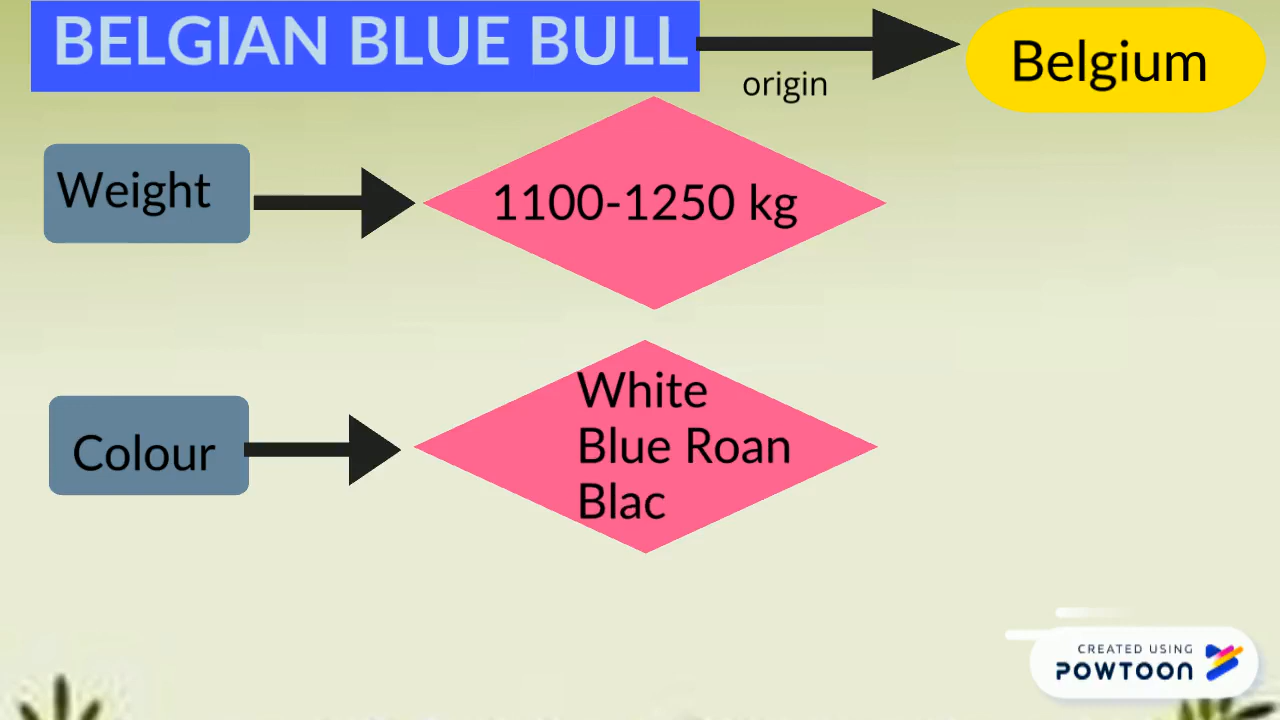 BELGIAN BLUE BULL
origin
Belgium
Weight
1100-1250 kg
Colour
White
Blue Roan
Blac
CREATED USING
POWTOON